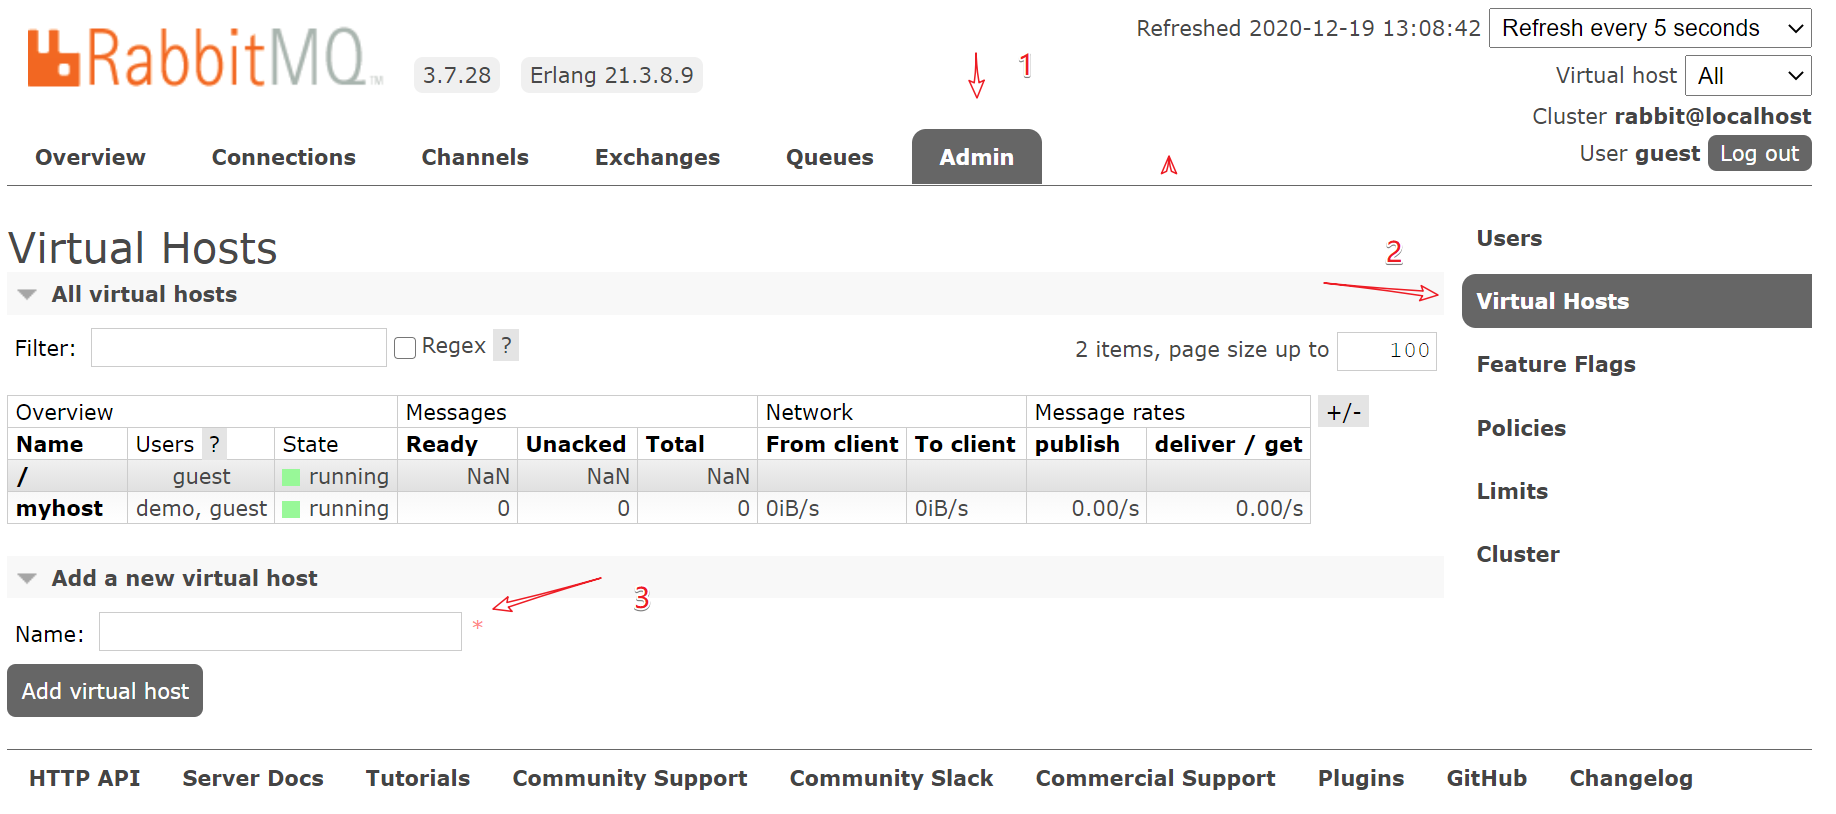 RabbitMQ TM 3.7.28 Erlang 21.3.8.9
Refreshed 2020-12-19 13:08:42 Refresh every 5 seconds
Virtual host All
Cluster rabbit@localhost
User guest Log out
1
Overview Connections Channels Exchanges Queues Admin
Virtual Hosts
All virtual hosts
2
Filter: Regex ? 2 items, page size up to 100
Overview Messages Network Message rates +/-
Name Users ? State Ready Unacked Total From client To client publish deliver / get
/ guest running NaN NaN NaN
myhost demo, guest running 0 0 0 0iB/s 0iB/s 0.00/s 0.00/s
Add a new virtual host
3
Name: *
Add virtual host
Users
Virtual Hosts
Feature Flags
Policies
Limits
Cluster
HTTP API Server Docs Tutorials Community Support Community Slack Commercial Support Plugins GitHub Changelog